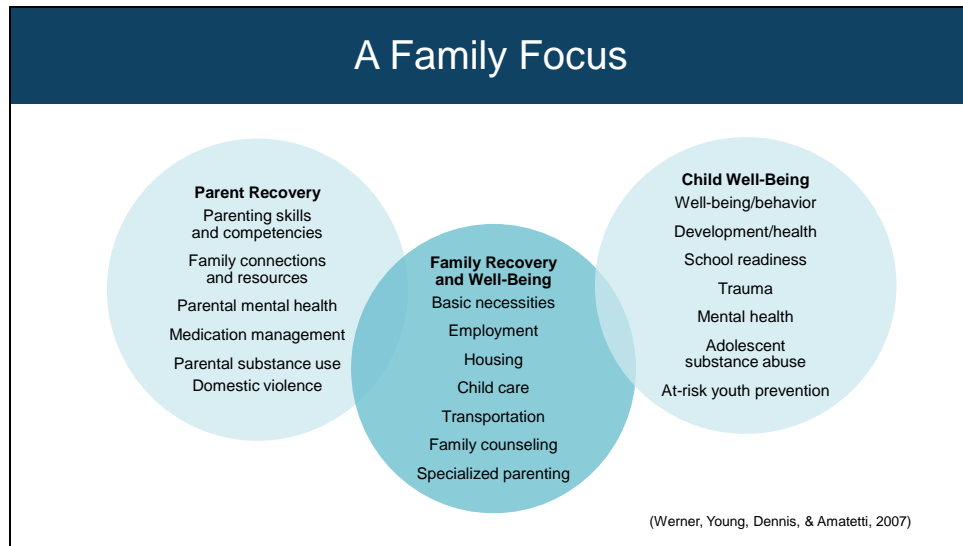 A Family Focus
Parent Recovery
Parenting skills
and competencies
Family connections
and resources
Parental mental health
Medication management
Parental substance use
Domestic violence
Family Recovery
and Well-Being
Basic necessities
Employment
Housing
Child care
Transportation
Family counseling
Specialized parenting
Child Well-Being
Well-being/behavior
Development/health
School readiness
Trauma
Mental health
Adolescent
substance abuse
At-risk youth prevention
(Werner, Young, Dennis, & Amatetti, 2007)